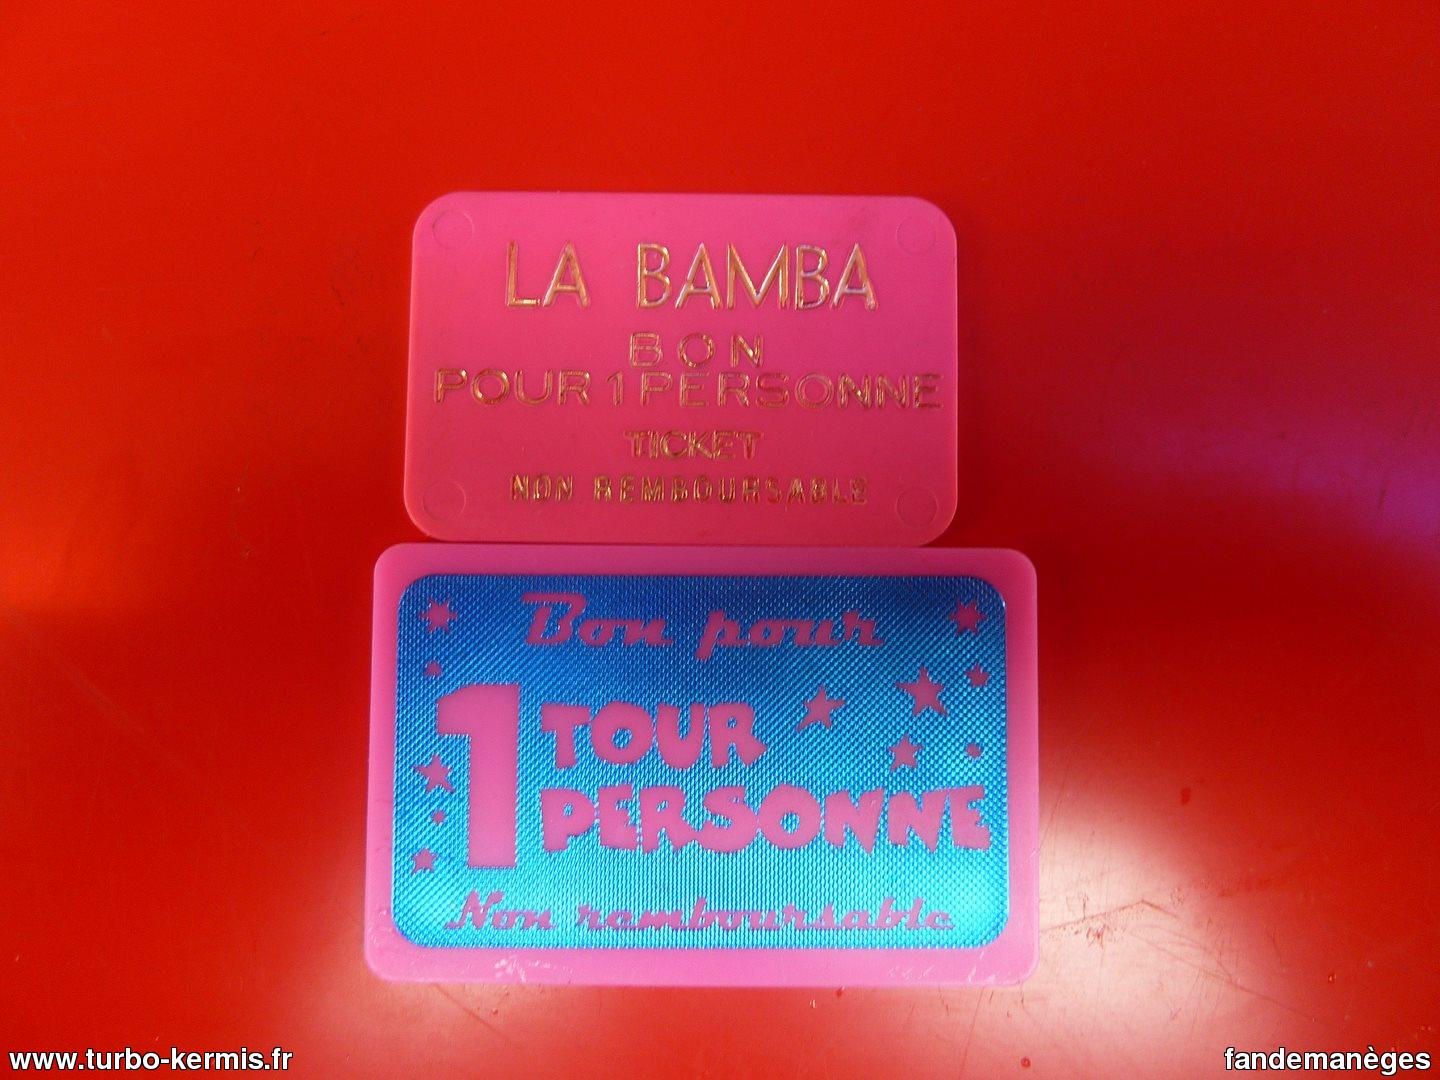 LA BAMBA
BON
POUR 1 PERSONNE
TICKET
NON REMBOURSABLE
Bon pour
1 TOUR
PERSONNE
Non remboursable
www.turbo-kermis.fr
fandemanèges